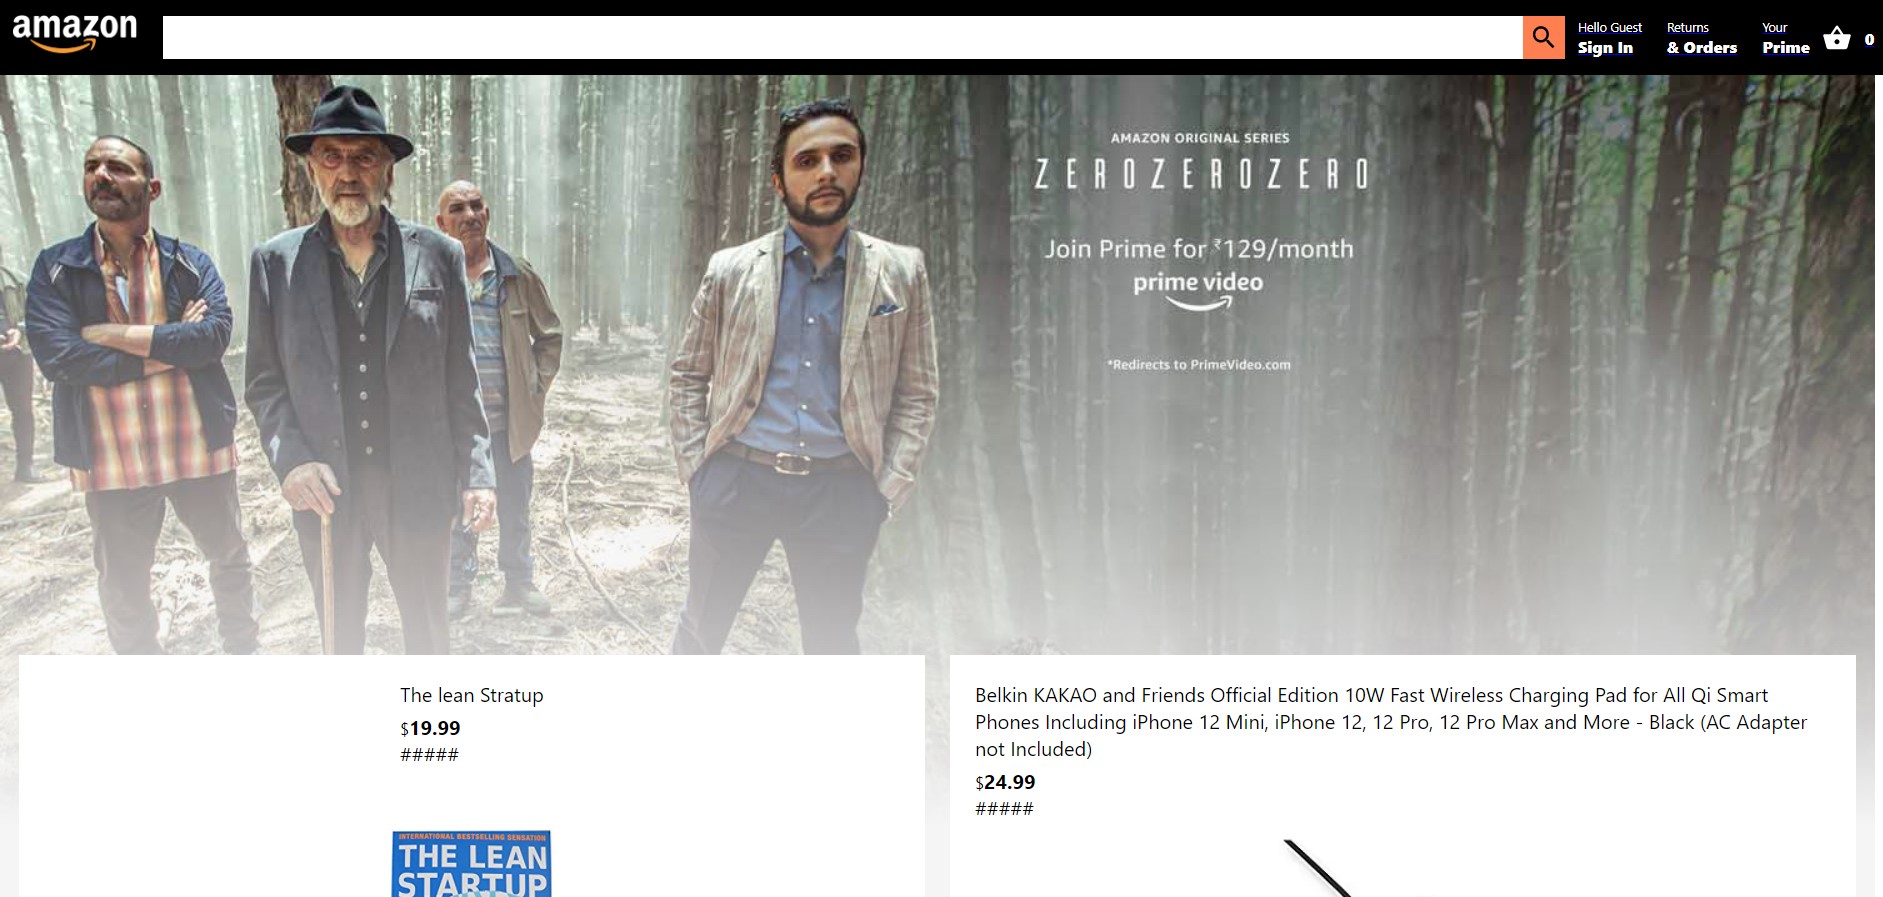 amazon
Hello Guest
Sign In
Returns
& Orders
Your
Prime
0
AMAZON ORIGINAL SERIES
ZEROZEROZERO
Join Prime for ₹129/month
prime video
*Redirects to PrimeVideo.com
The lean Stratup
$19.99
#####
INTERNATIONAL BESTSELLING SENSATION
THE LEAN
STARTUP
Belkin KAKAO and Friends Official Edition 10W Fast Wireless Charging Pad for All Qi Smart
Phones Including iPhone 12 Mini, iPhone 12, 12 Pro, 12 Pro Max and More - Black (AC Adapter
not Included)
$24.99
#####